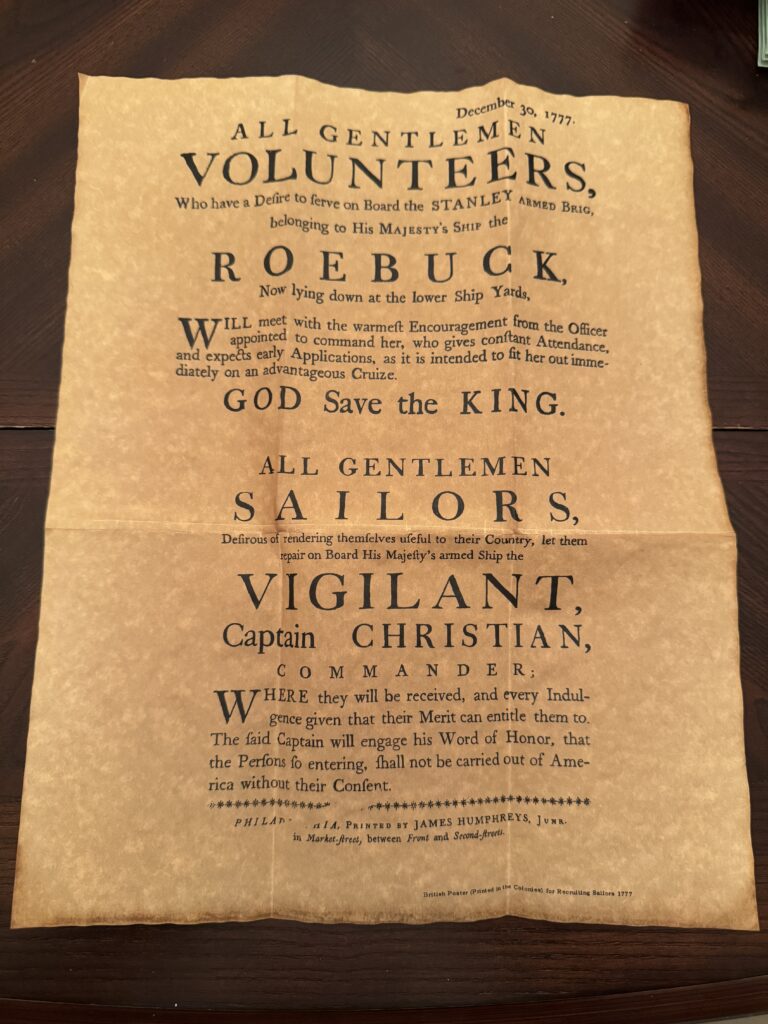 December 30, 1777.
ALL GENTLEMEN
VOLUNTEERS,
Who have a Deſire to ſerve on Board the STANLEY ARMED BRIG,
belonging to His MAJESTY'S SHIP the
ROEBUCK,
Now lying down at the lower Ship Yards,
WILL meet with the warmeſt Encouragement from the Officer
appointed to command her, who gives conſtant Attendance,
and expects early Applications, as it is intended to fit her out imme-
diately on an advantageous Cruize.
GOD Save the KING.
ALL GENTLEMEN
SAILORS,
Deſirous of rendering themſelves uſeful to their Country, let them
repair on Board His Majeſty's armed Ship the
VIGILANT,
Captain CHRISTIAN,
COMMANDER;
WHERE they will be received, and every Indul-
gence given that their Merit can entitle them to.
The ſaid Captain will engage his Word of Honor, that
the Perſons ſo entering, ſhall not be carried out of Ame-
rica without their Conſent.
PHILADELPHIA, PRINTED BY JAMES HUMPHREYS, JUNR.
in Market-ſtreet, between Front and Second-ſtreets.
British Poster (Printed in the Colonies) for Recruiting Sailors 1777